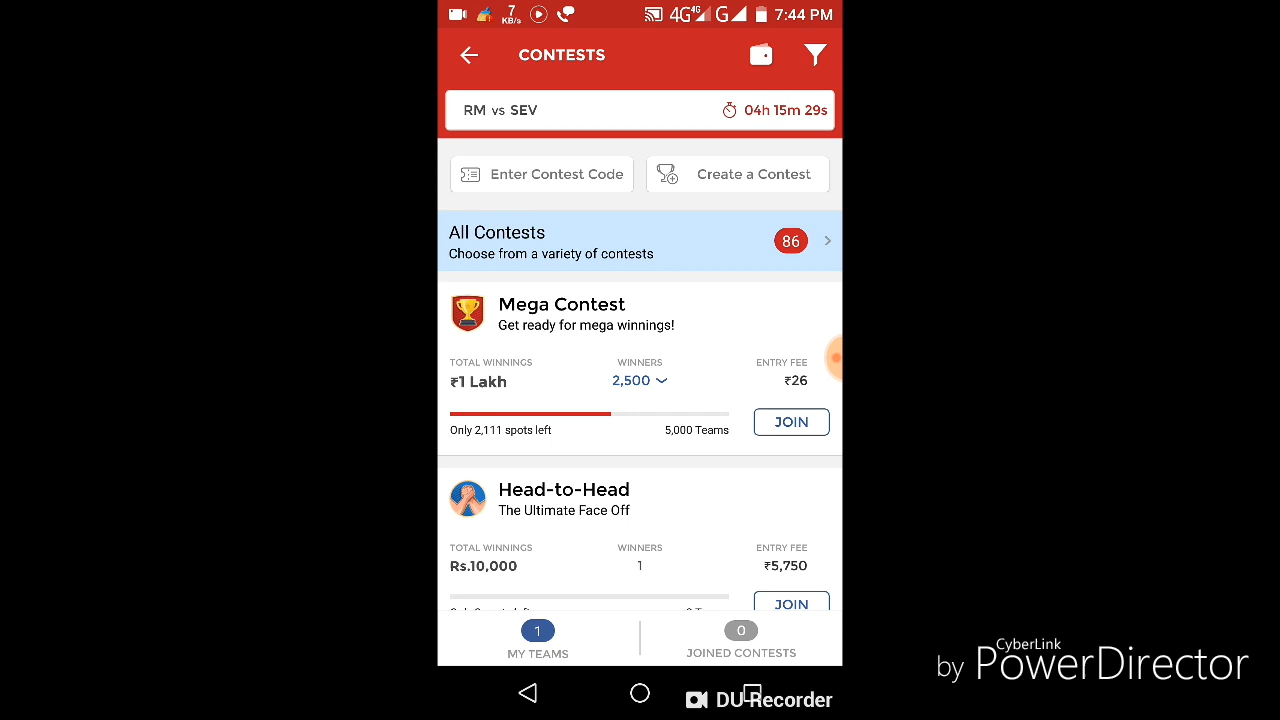 7
KB/s
4G 4G G 7:44 PM
CONTESTS
RM vs SEV
04h 15m 29s
Enter Contest Code
Create a Contest
All Contests
Choose from a variety of contests
86
Mega Contest
Get ready for mega winnings!
TOTAL WINNINGS WINNERS ENTRY FEE
₹1 Lakh 2,500 ₹26
Only 2,111 spots left 5,000 Teams
JOIN
Head-to-Head
The Ultimate Face Off
TOTAL WINNINGS WINNERS ENTRY FEE
Rs.10,000 1 ₹5,750
JOIN
1
MY TEAMS
0
JOINED CONTESTS
DU Recorder
CyberLink
by PowerDirector